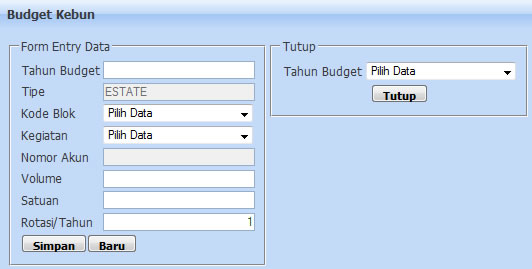 Budget Kebun
Form Entry Data
Tahun Budget
Tipe ESTATE
Kode Blok Pilih Data
Kegiatan Pilih Data
Nomor Akun
Volume
Satuan
Rotasi/Tahun 1
Simpan Baru
Tutup
Tahun Budget Pilih Data
Tutup